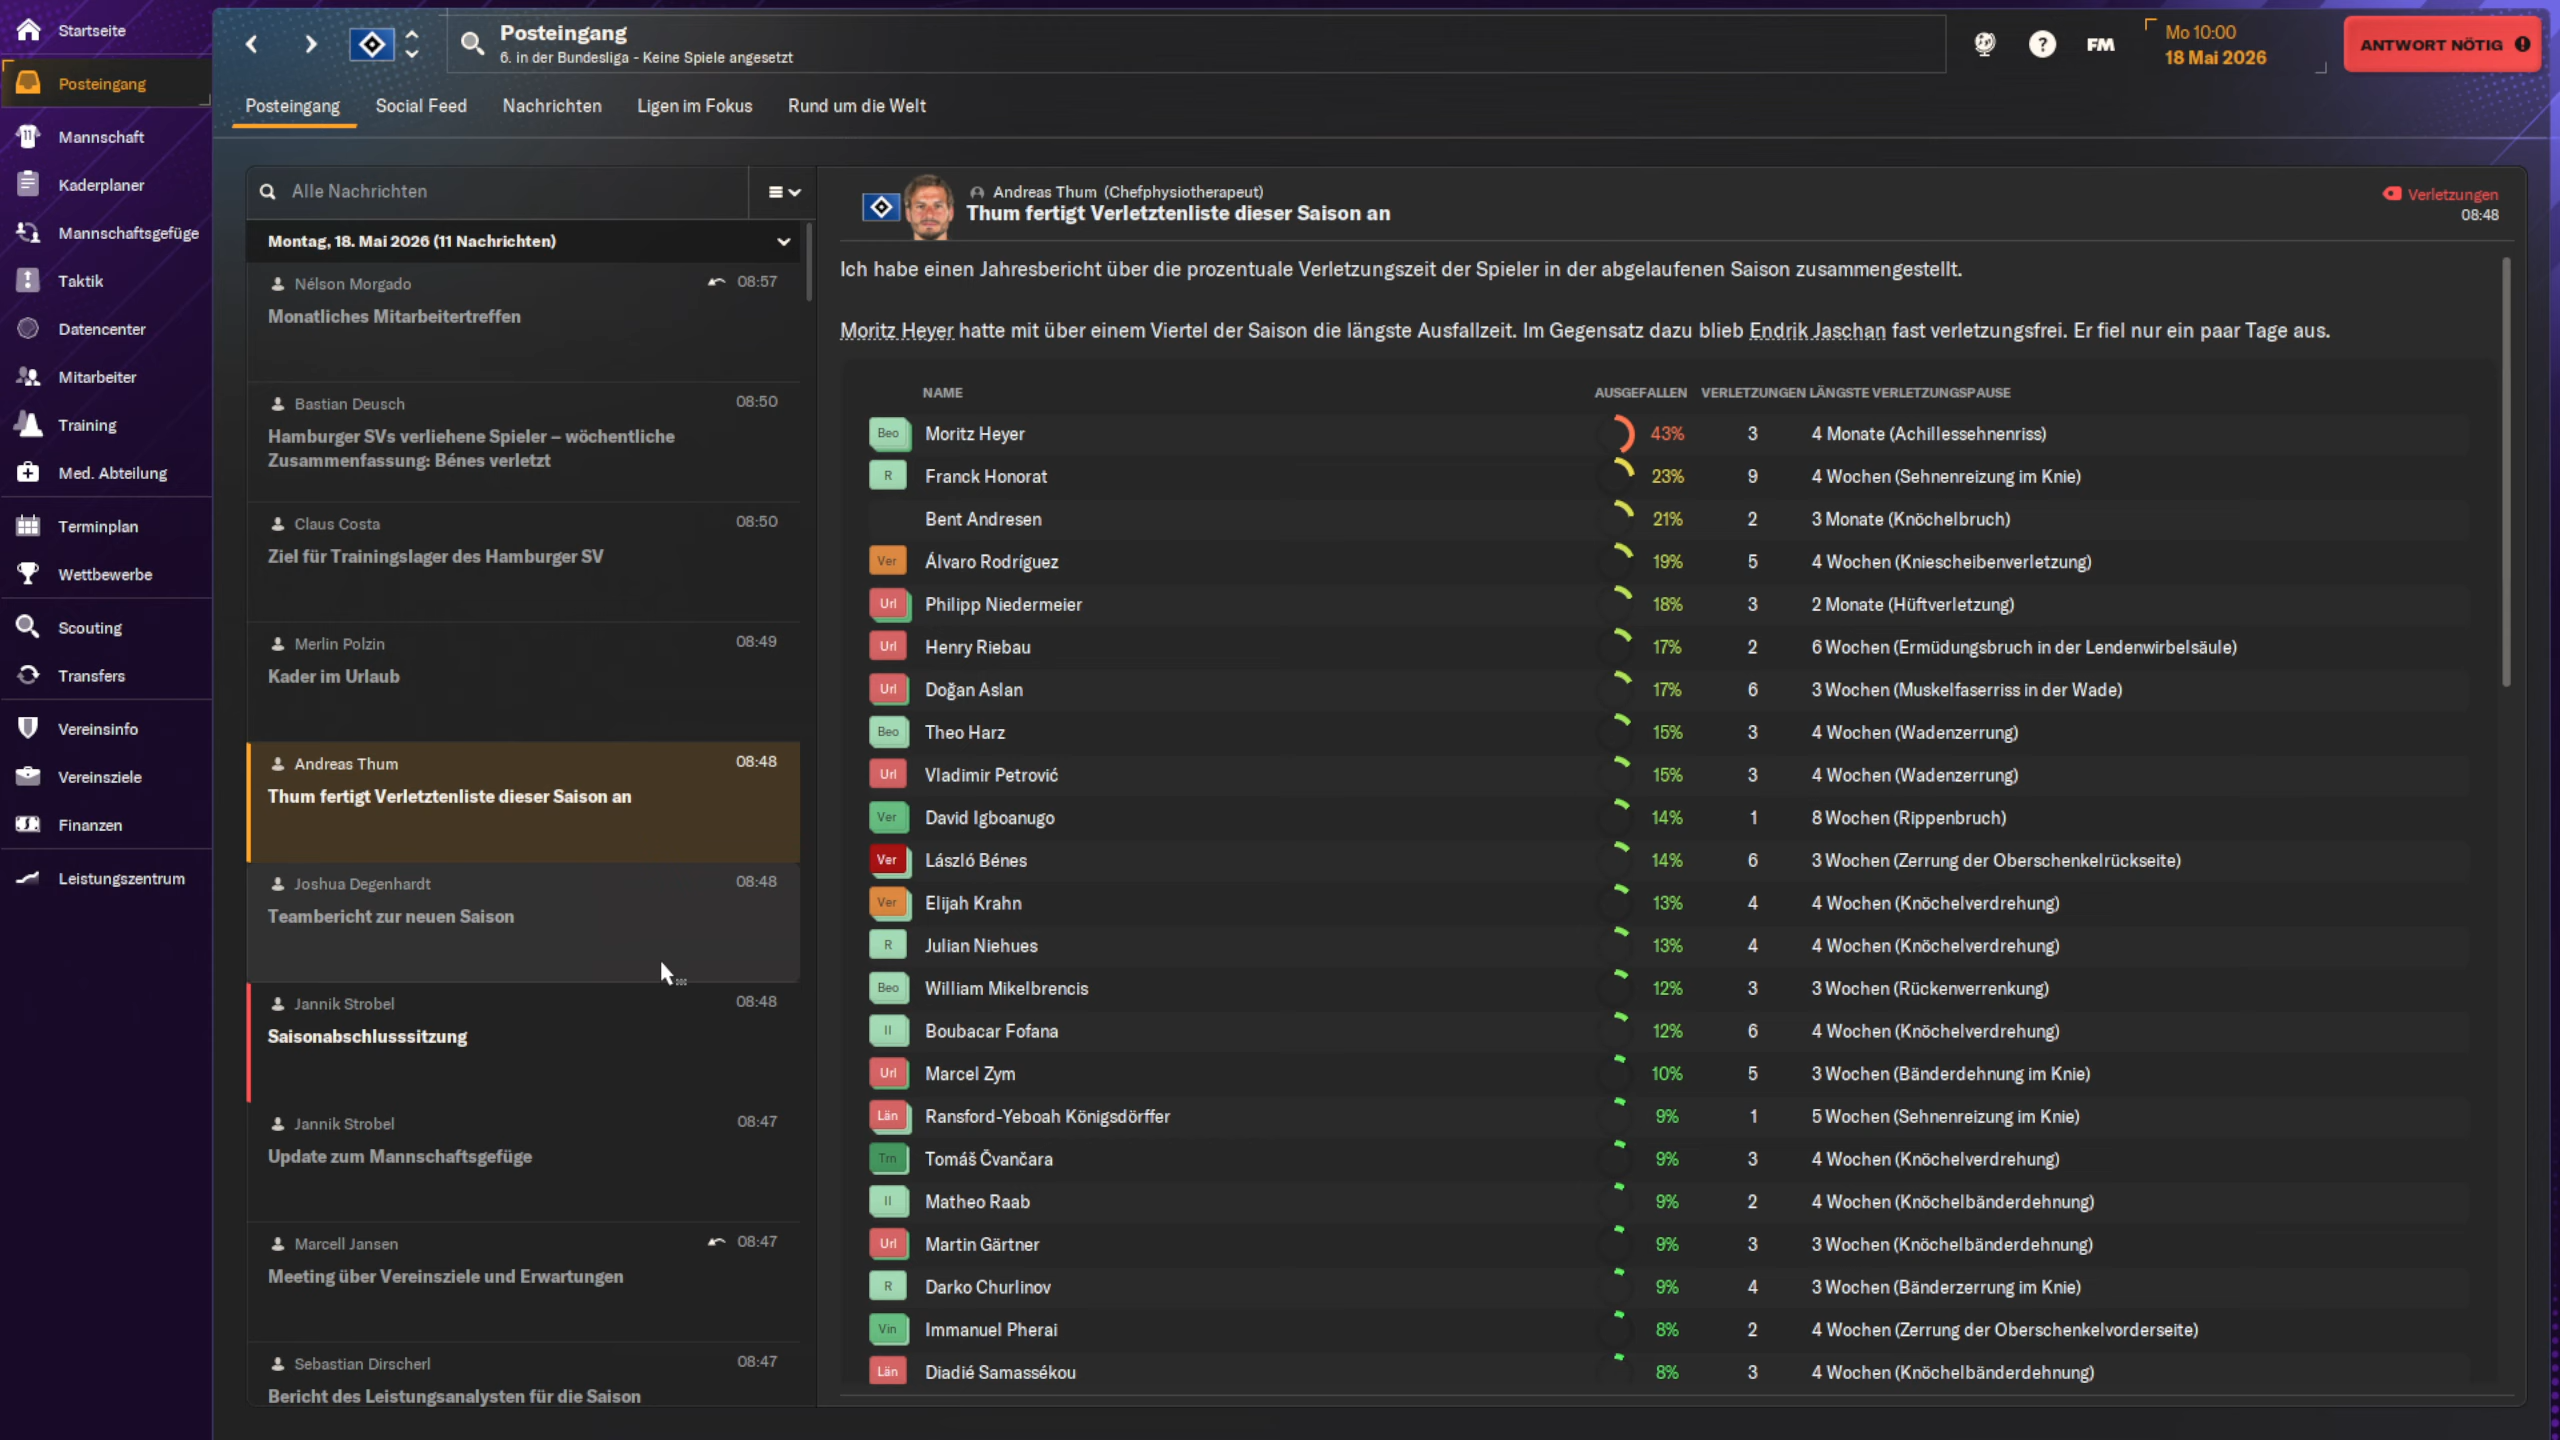 Startseite
Posteingang
Mannschaft
Kaderplaner
Mannschaftsgefüge
Taktik
Datencenter
Mitarbeiter
Training
Med. Abteilung
Terminplan
Wettbewerbe
Scouting
Transfers
Vereinsinfo
Vereinsziele
Finanzen
Leistungszentrum
Posteingang
6. in der Bundesliga - Keine Spiele angesetzt
FM
Mo 10:00
18 Mai 2026
ANTWORT NÖTIG
Posteingang Social Feed Nachrichten Ligen im Fokus Rund um die Welt
Alle Nachrichten
Montag, 18. Mai 2026 (11 Nachrichten)
Nélson Morgado 08:57
Monatliches Mitarbeitertreffen
Bastian Deusch 08:50
Hamburger SVs verliehene Spieler – wöchentliche
Zusammenfassung: Bénes verletzt
Claus Costa 08:50
Ziel für Trainingslager des Hamburger SV
Merlin Polzin 08:49
Kader im Urlaub
Andreas Thum 08:48
Thum fertigt Verletztenliste dieser Saison an
Joshua Degenhardt 08:48
Teambericht zur neuen Saison
Jannik Strobel 08:48
Saisonabschlusssitzung
Jannik Strobel 08:47
Update zum Mannschaftsgefüge
Marcell Jansen 08:47
Meeting über Vereinsziele und Erwartungen
Sebastian Dirscherl 08:47
Bericht des Leistungsanalysten für die Saison
Andreas Thum (Chefphysiotherapeut)
Thum fertigt Verletztenliste dieser Saison an
Verletzungen
08:48
Ich habe einen Jahresbericht über die prozentuale Verletzungszeit der Spieler in der abgelaufenen Saison zusammengestellt.
Moritz Heyer hatte mit über einem Viertel der Saison die längste Ausfallzeit. Im Gegensatz dazu blieb Endrik Jaschan fast verletzungsfrei. Er fiel nur ein paar Tage aus.
NAME AUSGEFALLEN VERLETZUNGEN LÄNGSTE VERLETZUNGSPAUSE
Beo Moritz Heyer 43% 3 4 Monate (Achillessehnenriss)
R Franck Honorat 23% 9 4 Wochen (Sehnenreizung im Knie)
Bent Andresen 21% 2 3 Monate (Knöchelbruch)
Ver Álvaro Rodríguez 19% 5 4 Wochen (Kniescheibenverletzung)
Url Philipp Niedermeier 18% 3 2 Monate (Hüftverletzung)
Url Henry Riebau 17% 2 6 Wochen (Ermüdungsbruch in der Lendenwirbelsäule)
Url Doğan Aslan 17% 6 3 Wochen (Muskelfaserriss in der Wade)
Beo Theo Harz 15% 3 4 Wochen (Wadenzerrung)
Url Vladimir Petrović 15% 3 4 Wochen (Wadenzerrung)
Ver David Igboanugo 14% 1 8 Wochen (Rippenbruch)
Ver László Bénes 14% 6 3 Wochen (Zerrung der Oberschenkelrückseite)
Ver Elijah Krahn 13% 4 4 Wochen (Knöchelverdrehung)
R Julian Niehues 13% 4 4 Wochen (Knöchelverdrehung)
Beo William Mikelbrencis 12% 3 3 Wochen (Rückenverrenkung)
II Boubacar Fofana 12% 6 4 Wochen (Knöchelverdrehung)
Url Marcel Zym 10% 5 3 Wochen (Bänderdehnung im Knie)
Län Ransford-Yeboah Königsdörffer 9% 1 5 Wochen (Sehnenreizung im Knie)
Trn Tomáš Čvančara 9% 3 4 Wochen (Knöchelverdrehung)
II Matheo Raab 9% 2 4 Wochen (Knöchelbänderdehnung)
Url Martin Gärtner 9% 3 3 Wochen (Knöchelbänderdehnung)
R Darko Churlinov 9% 4 3 Wochen (Bänderzerrung im Knie)
Vin Immanuel Pherai 8% 2 4 Wochen (Zerrung der Oberschenkelvorderseite)
Län Diadié Samassékou 8% 3 4 Wochen (Knöchelbänderdehnung)